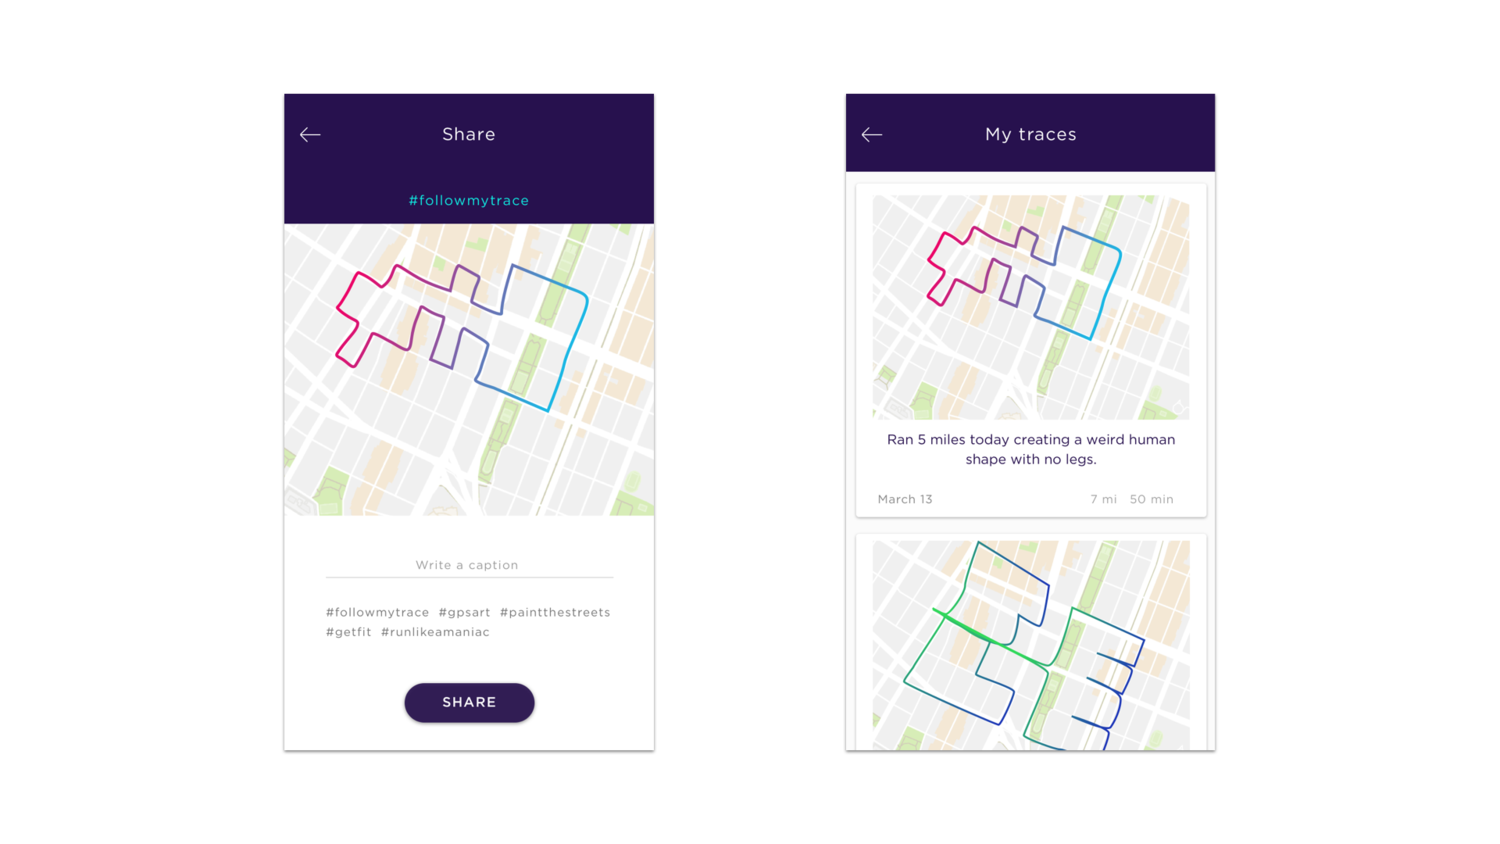 Share
#followmytrace
Write a caption
#followmytrace #gpsart #paintthestreets
#getfit #runlikeamaniac
SHARE
My traces
Ran 5 miles today creating a weird human
shape with no legs.
March 13 7 mi 50 min